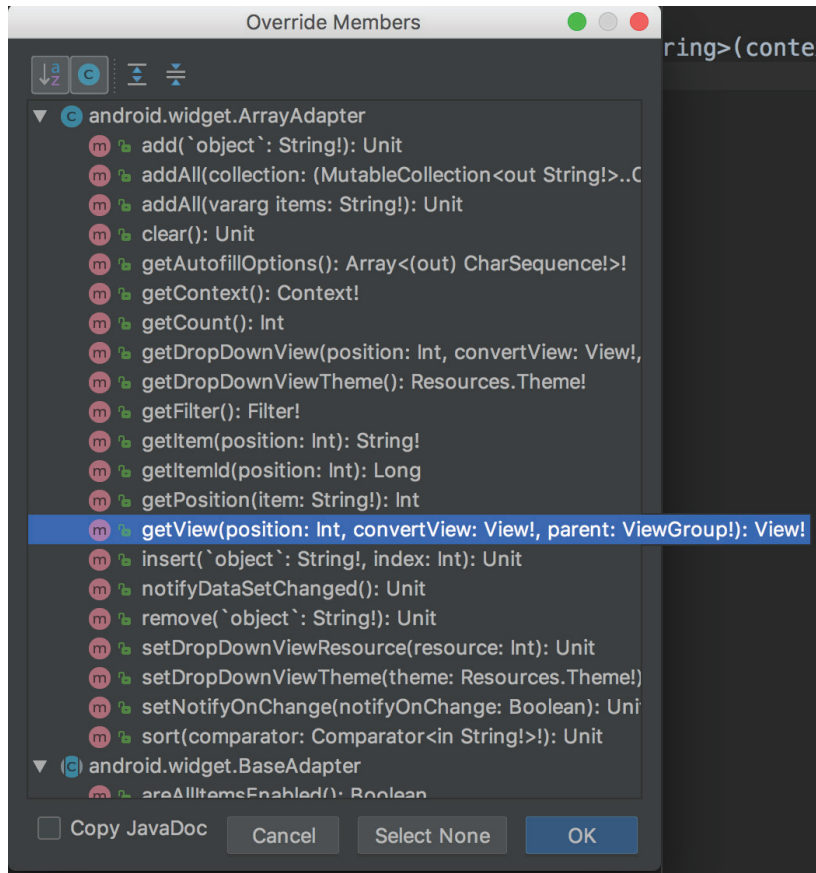 Override Members
ring>(conte
android.widget.ArrayAdapter
add(`object`: String!): Unit
addAll(collection: (MutableCollection<out String!>..C
addAll(vararg items: String!): Unit
clear(): Unit
getAutofillOptions(): Array<(out) CharSequence!>!
getContext(): Context!
getCount(): Int
getDropDownView(position: Int, convertView: View!,
getDropDownViewTheme(): Resources.Theme!
getFilter(): Filter!
getItem(position: Int): String!
getItemId(position: Int): Long
getPosition(item: String!): Int
getView(position: Int, convertView: View!, parent: ViewGroup!): View!
insert(`object`: String!, index: Int): Unit
notifyDataSetChanged(): Unit
remove(`object`: String!): Unit
setDropDownViewResource(resource: Int): Unit
setDropDownViewTheme(theme: Resources.Theme!)
setNotifyOnChange(notifyOnChange: Boolean): Uni
sort(comparator: Comparator<in String!>!): Unit
android.widget.BaseAdapter
areAllItemsEnabled(): Boolean
Copy JavaDoc Cancel Select None OK